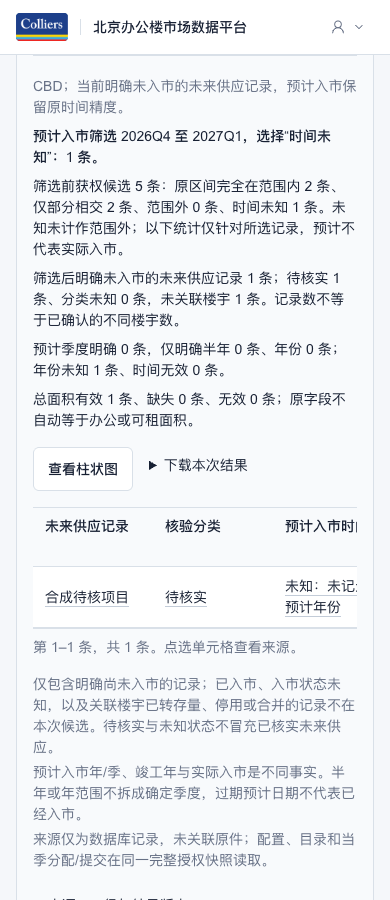 Colliers
北京办公楼市场数据平台
CBD；当前明确未入市的未来供应记录，预计入市保
留原时间精度。
预计入市筛选 2026Q4 至 2027Q1，选择“时间未
知”：1 条。
筛选前获权候选 5 条：原区间完全在范围内 2 条、
仅部分相交 2 条、范围外 0 条、时间未知 1 条。未
知未计作范围外；以下统计仅针对所选记录，预计不
代表实际入市。
筛选后明确未入市的未来供应记录 1 条；待核实 1
条、分类未知 0 条，未关联楼宇 1 条。记录数不等
于已确认的不同楼宇数。
预计季度明确 0 条，仅明确半年 0 条、年份 0 条；
年份未知 1 条、时间无效 0 条。
总面积有效 1 条、缺失 0 条、无效 0 条；原字段不
自动等于办公或可租面积。
查看柱状图
▶ 下载本次结果
未来供应记录 核验分类 预计入市时
合成待核项目 待核实 未知：未记
预计年份
第 1–1 条，共 1 条。点选单元格查看来源。
仅包含明确尚未入市的记录；已入市、入市状态未
知，以及关联楼宇已转存量、停用或合并的记录不在
本次候选。待核实与未知状态不冒充已核实未来供
应。
预计入市年/季、竣工年与实际入市是不同事实。半
年或年范围不拆成确定季度，过期预计日期不代表已
经入市。
来源仅为数据库记录，未关联原件；配置、目录和当
季分配/提交在同一完整授权快照读取。